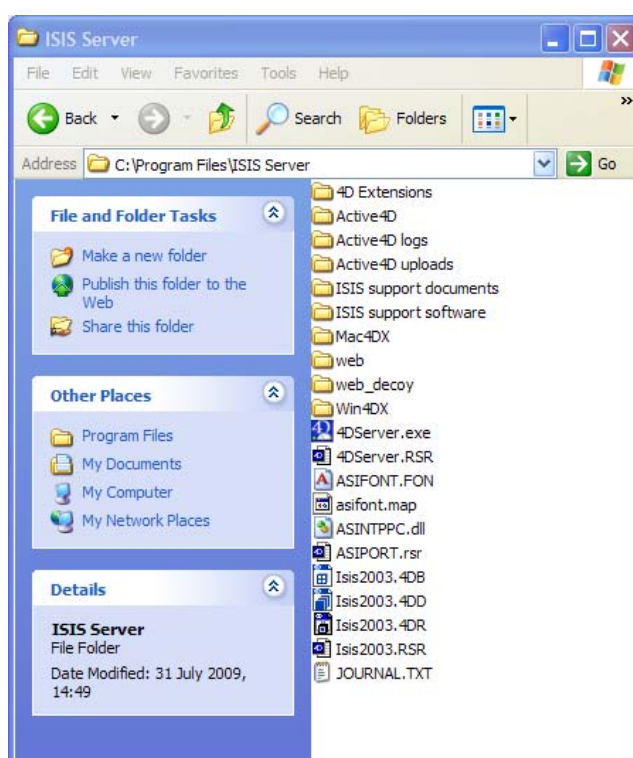 ISIS Server
File Edit View Favorites Tools Help
Back Search Folders »
Address C:\Program Files\ISIS Server Go
File and Folder Tasks
Make a new folder
Publish this folder to the
Web
Share this folder
Other Places
Program Files
My Documents
My Computer
My Network Places
Details
ISIS Server
File Folder
Date Modified: 31 July 2009,
14:49
4D Extensions
Active4D
Active4D logs
Active4D uploads
ISIS support documents
ISIS support software
Mac4DX
web
web_decoy
Win4DX
4DServer.exe
4DServer.RSR
ASIFONT.FON
asifont.map
ASINTPPC.dll
ASIPORT.rsr
Isis2003.4DB
Isis2003.4DD
Isis2003.4DR
Isis2003.RSR
JOURNAL.TXT